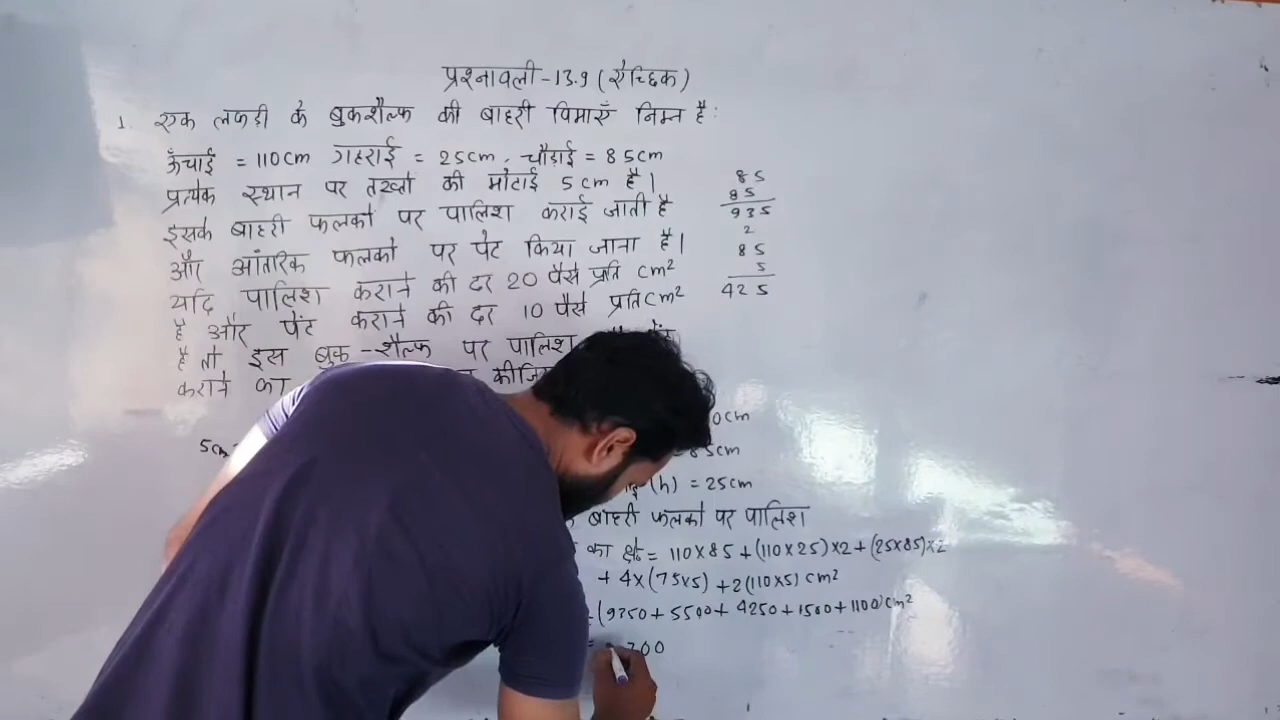 प्रश्नावली-13.9 (ऐच्छिक)
1. एक लकड़ी के बुकशैल्फ की बाहरी विमाएँ निम्न है:
ऊँचाई = 110cm गहराई = 25cm, चौड़ाई = 85cm
प्रत्येक स्थान पर तख्तों की मोटाई 5cm है।
इसके बाहरी फलकों पर पालिश कराई जाती है
और आंतरिक फलकों पर पेंट किया जाना है।
यदि पालिश कराने की दर 20 पैसे प्रति cm²
है और पेंट कराने की दर 10 पैसे प्रति cm²
है तो इस बुक-शैल्फ पर पालिश
कराने का
85
85
935
2
85
5
425
5cm
0cm
= 85cm
(h) = 25cm
बाहरी फलकों पर पालिश
का क्षे॰ = 110×85 + (110×25)×2 + (25×85)×2
+ 4×(75×5) + 2(110×5) cm²
(9350 + 5500 + 4250 + 1500 + 1100) cm²
= 700